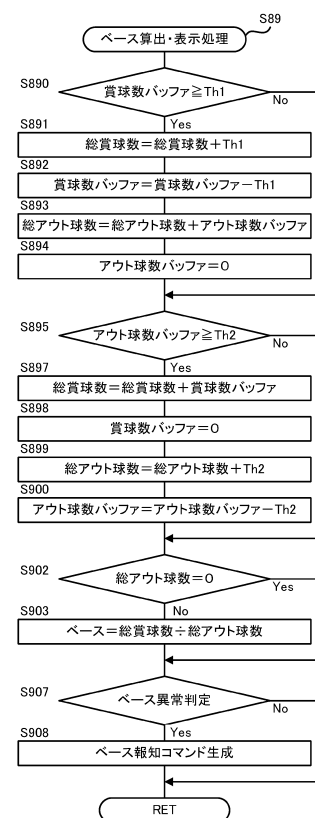 S89
ベース算出・表示処理
S890
賞球数バッファ≧Th1
No
Yes
S891
総賞球数=総賞球数+Th1
S892
賞球数バッファ=賞球数バッファ-Th1
S893
総アウト球数=総アウト球数+アウト球数バッファ
S894
アウト球数バッファ=0
S895
アウト球数バッファ≧Th2
No
Yes
S897
総賞球数=総賞球数+賞球数バッファ
S898
賞球数バッファ=0
S899
総アウト球数=総アウト球数+Th2
S900
アウト球数バッファ=アウト球数バッファ-Th2
S902
総アウト球数=0
Yes
No
S903
ベース=総賞球数÷総アウト球数
S907
ベース異常判定
No
Yes
S908
ベース報知コマンド生成
RET